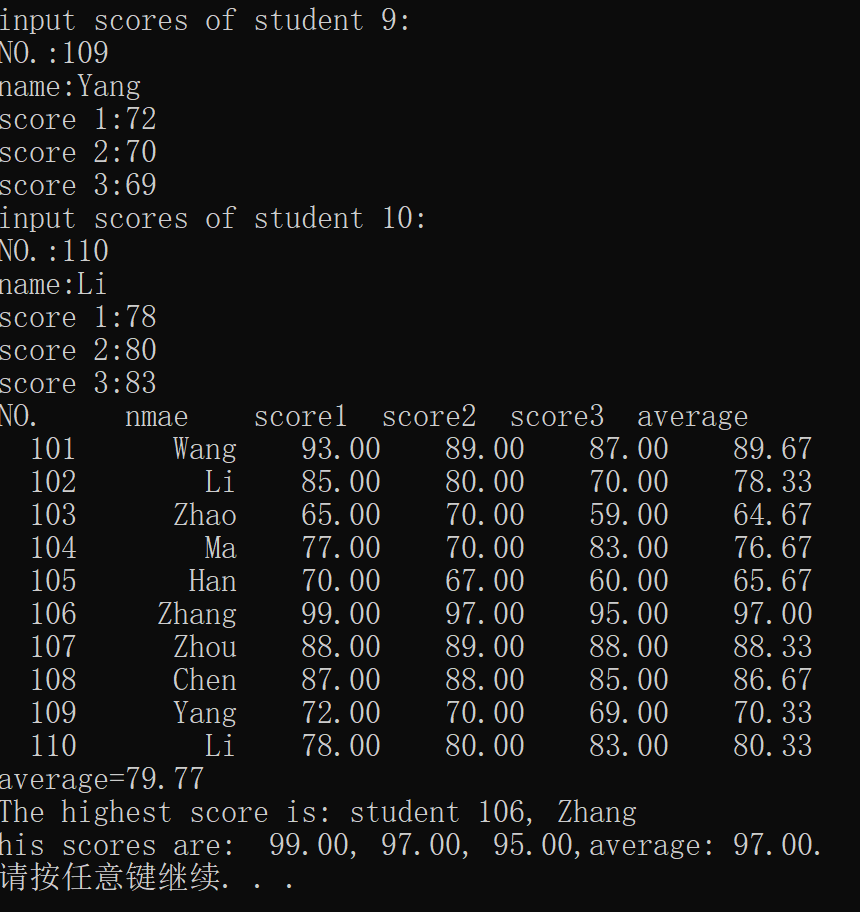 input scores of student 9:
NO.:109
name:Yang
score 1:72
score 2:70
score 3:69
input scores of student 10:
NO.:110
name:Li
score 1:78
score 2:80
score 3:83
NO. nmae score1 score2 score3 average
101 Wang 93.00 89.00 87.00 89.67
102 Li 85.00 80.00 70.00 78.33
103 Zhao 65.00 70.00 59.00 64.67
104 Ma 77.00 70.00 83.00 76.67
105 Han 70.00 67.00 60.00 65.67
106 Zhang 99.00 97.00 95.00 97.00
107 Zhou 88.00 89.00 88.00 88.33
108 Chen 87.00 88.00 85.00 86.67
109 Yang 72.00 70.00 69.00 70.33
110 Li 78.00 80.00 83.00 80.33
average=79.77
The highest score is: student 106, Zhang
his scores are: 99.00, 97.00, 95.00,average: 97.00.
请按任意键继续. . .